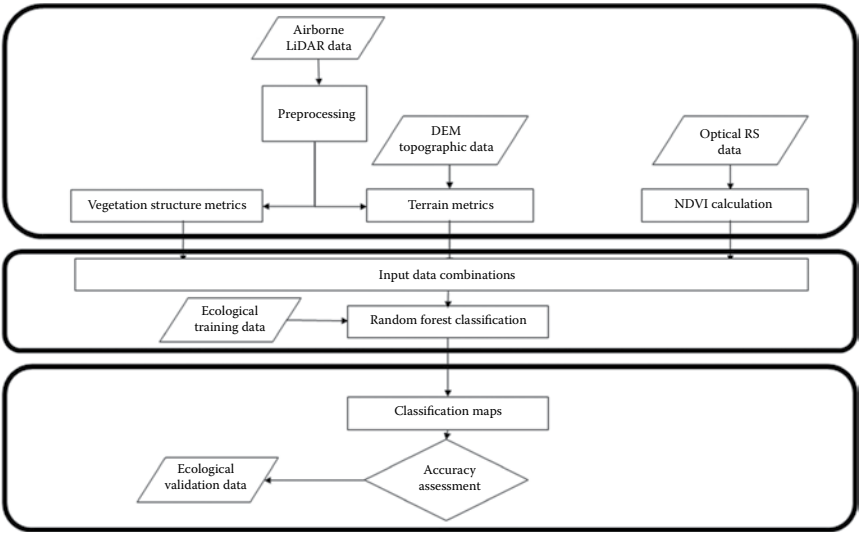 Airborne
LiDAR data
Preprocessing
DEM
topographic data
Optical RS
data
Vegetation structure metrics
Terrain metrics
NDVI calculation
Input data combinations
Ecological
training data
Random forest classification
Classification maps
Ecological
validation data
Accuracy
assessment